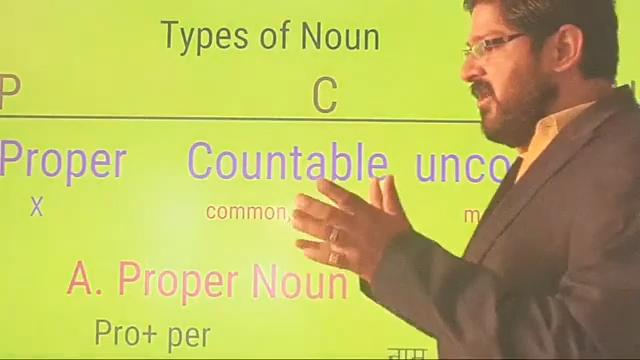 Types of Noun
P C
Proper Countable unco
X common, m
A. Proper Noun
Pro+ per